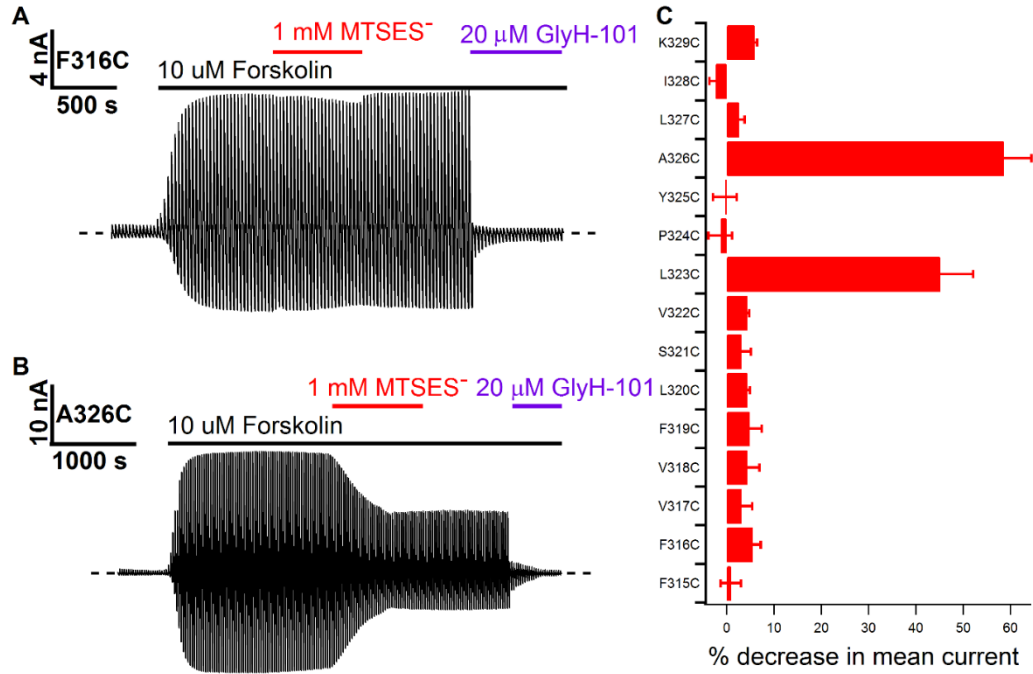 A
4 nA
F316C
500 s
1 mM MTSES⁻
20 μM GlyH-101
10 uM Forskolin
B
10 nA
A326C
1000 s
1 mM MTSES⁻
20 μM GlyH-101
10 uM Forskolin
C
K329C
I328C
L327C
A326C
Y325C
P324C
L323C
V322C
S321C
L320C
F319C
V318C
V317C
F316C
F315C
0 10 20 30 40 50 60
% decrease in mean current